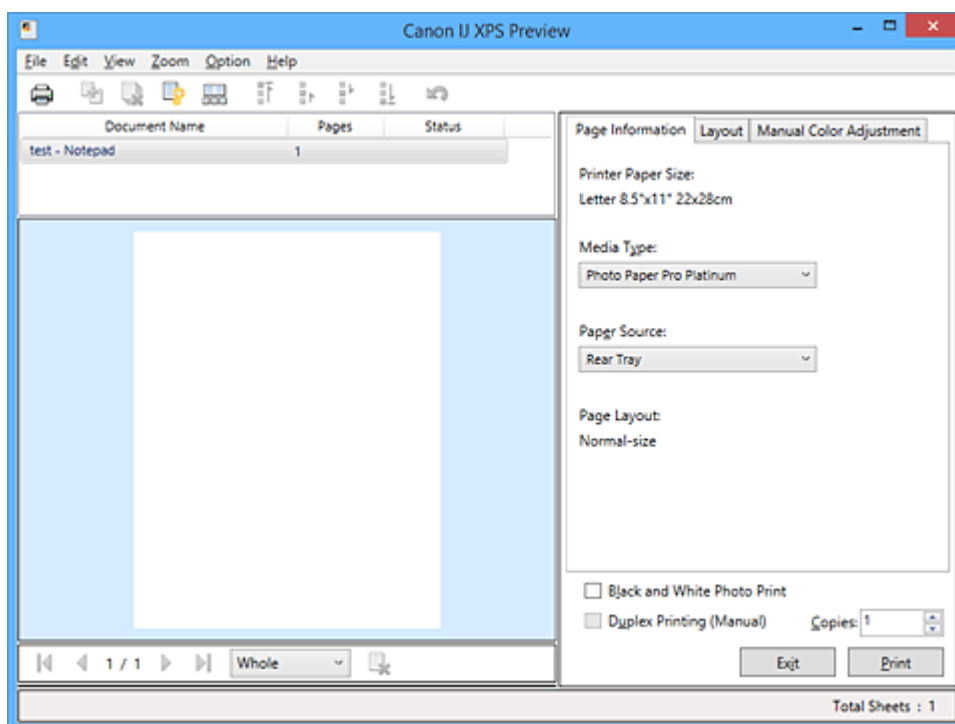 Canon IJ XPS Preview
File Edit View Zoom Option Help
Document Name Pages Status
test - Notepad 1
Page Information Layout Manual Color Adjustment
Printer Paper Size:
Letter 8.5"x11" 22x28cm
Media Type:
Photo Paper Pro Platinum
Paper Source:
Rear Tray
Page Layout:
Normal-size
Black and White Photo Print
Duplex Printing (Manual) Copies: 1
1 / 1 Whole
Exit Print
Total Sheets : 1